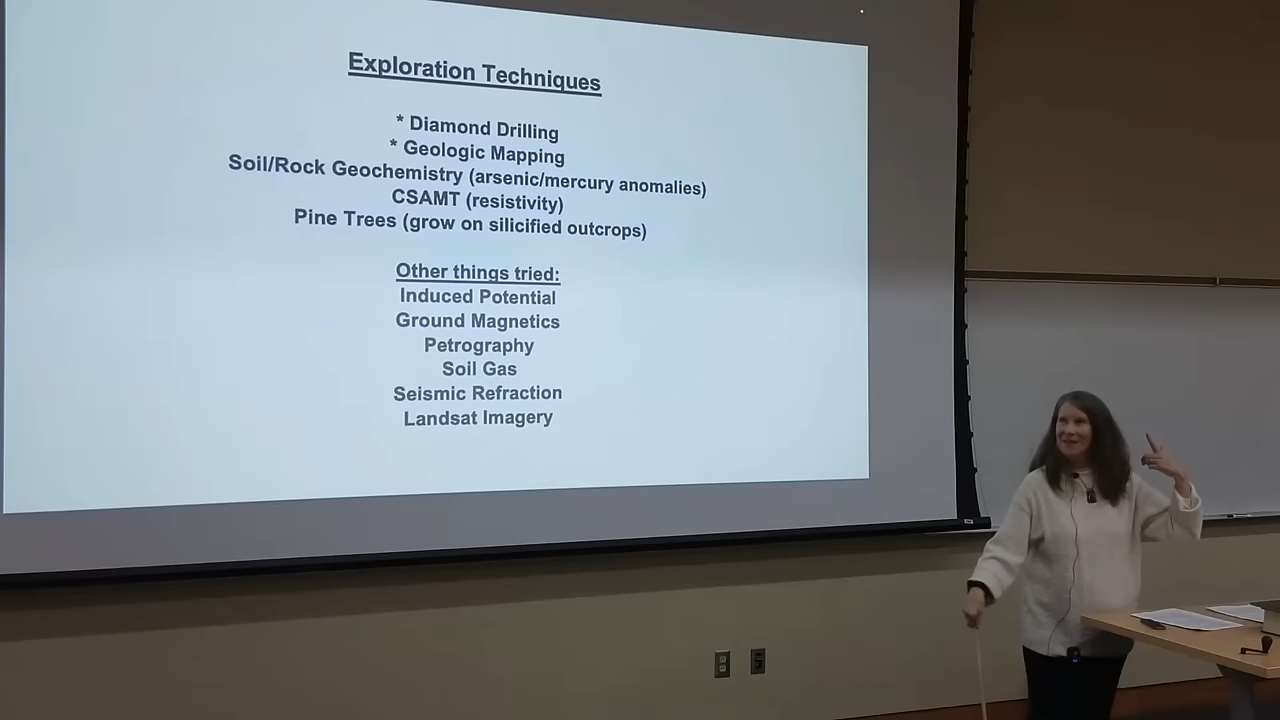 Exploration Techniques
* Diamond Drilling
* Geologic Mapping
Soil/Rock Geochemistry (arsenic/mercury anomalies)
CSAMT (resistivity)
Pine Trees (grow on silicified outcrops)
Other things tried:
Induced Potential
Ground Magnetics
Petrography
Soil Gas
Seismic Refraction
Landsat Imagery